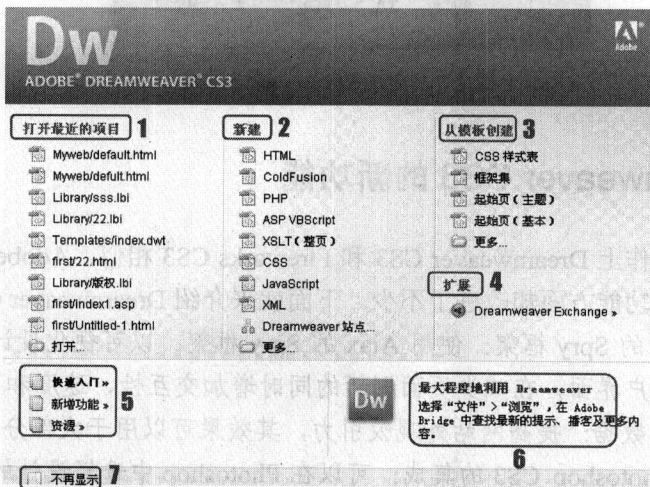 Dw
ADOBE® DREAMWEAVER® CS3
Adobe
打开最近的项目 1
Myweb/default.html
Myweb/defult.html
Library/sss.lbi
Library/22.lbi
Templates/index.dwt
first/22.html
Library/版权.lbi
first/index1.asp
first/Untitled-1.html
打开...
新建 2
HTML
ColdFusion
PHP
ASP VBScript
XSLT(整页)
CSS
JavaScript
XML
Dreamweaver 站点...
更多...
从模板创建 3
CSS 样式表
框架集
起始页(主题)
起始页(基本)
更多...
扩展 4
Dreamweaver Exchange »
快速入门 »
新增功能 »
资源 »
5
Dw
最大程度地利用 Dreamweaver
选择“文件”>“浏览”,在 Adobe
Bridge 中查找最新的提示、播客及更多内
容。
6
不再显示 7